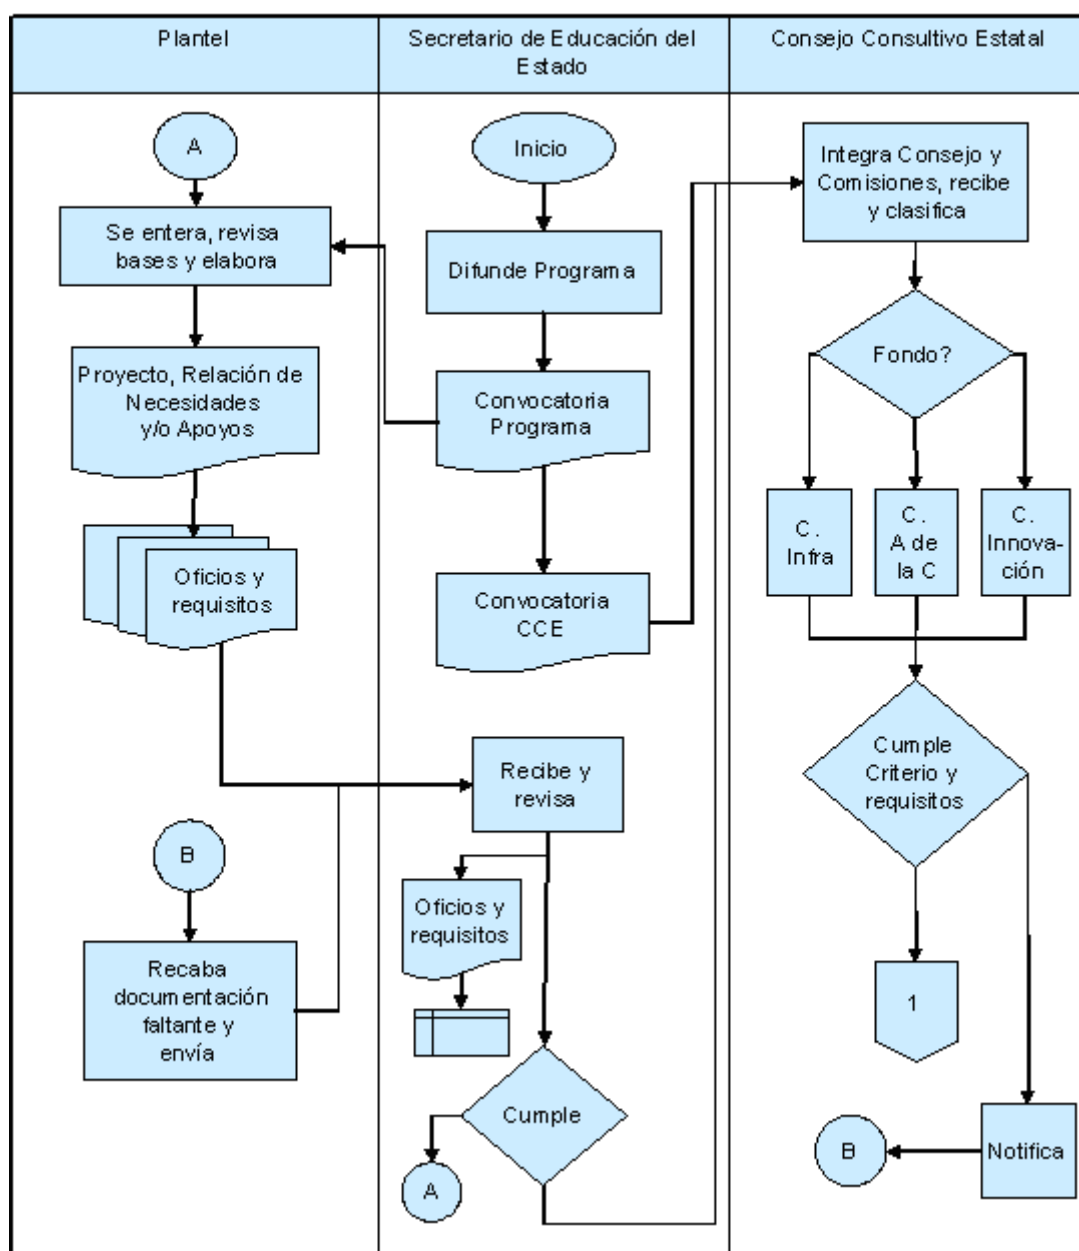 Plantel
Secretario de Educación del
Estado
Consejo Consultivo Estatal
A
Se entera, revisa
bases y elabora
Proyecto, Relación de
Necesidades
y/o Apoyos
Oficios y
requisitos
B
Recaba
documentación
faltante y
envía
Inicio
Difunde Programa
Convocatoria
Programa
Convocatoria
CCE
Recibe y
revisa
Oficios y
requisitos
Cumple
A
Integra Consejo y
Comisiones, recibe
y clasifica
Fondo?
C.
Infra
C.
A de
la C
C.
Innova-
ción
Cumple
Criterio y
requisitos
1
Notifica
B